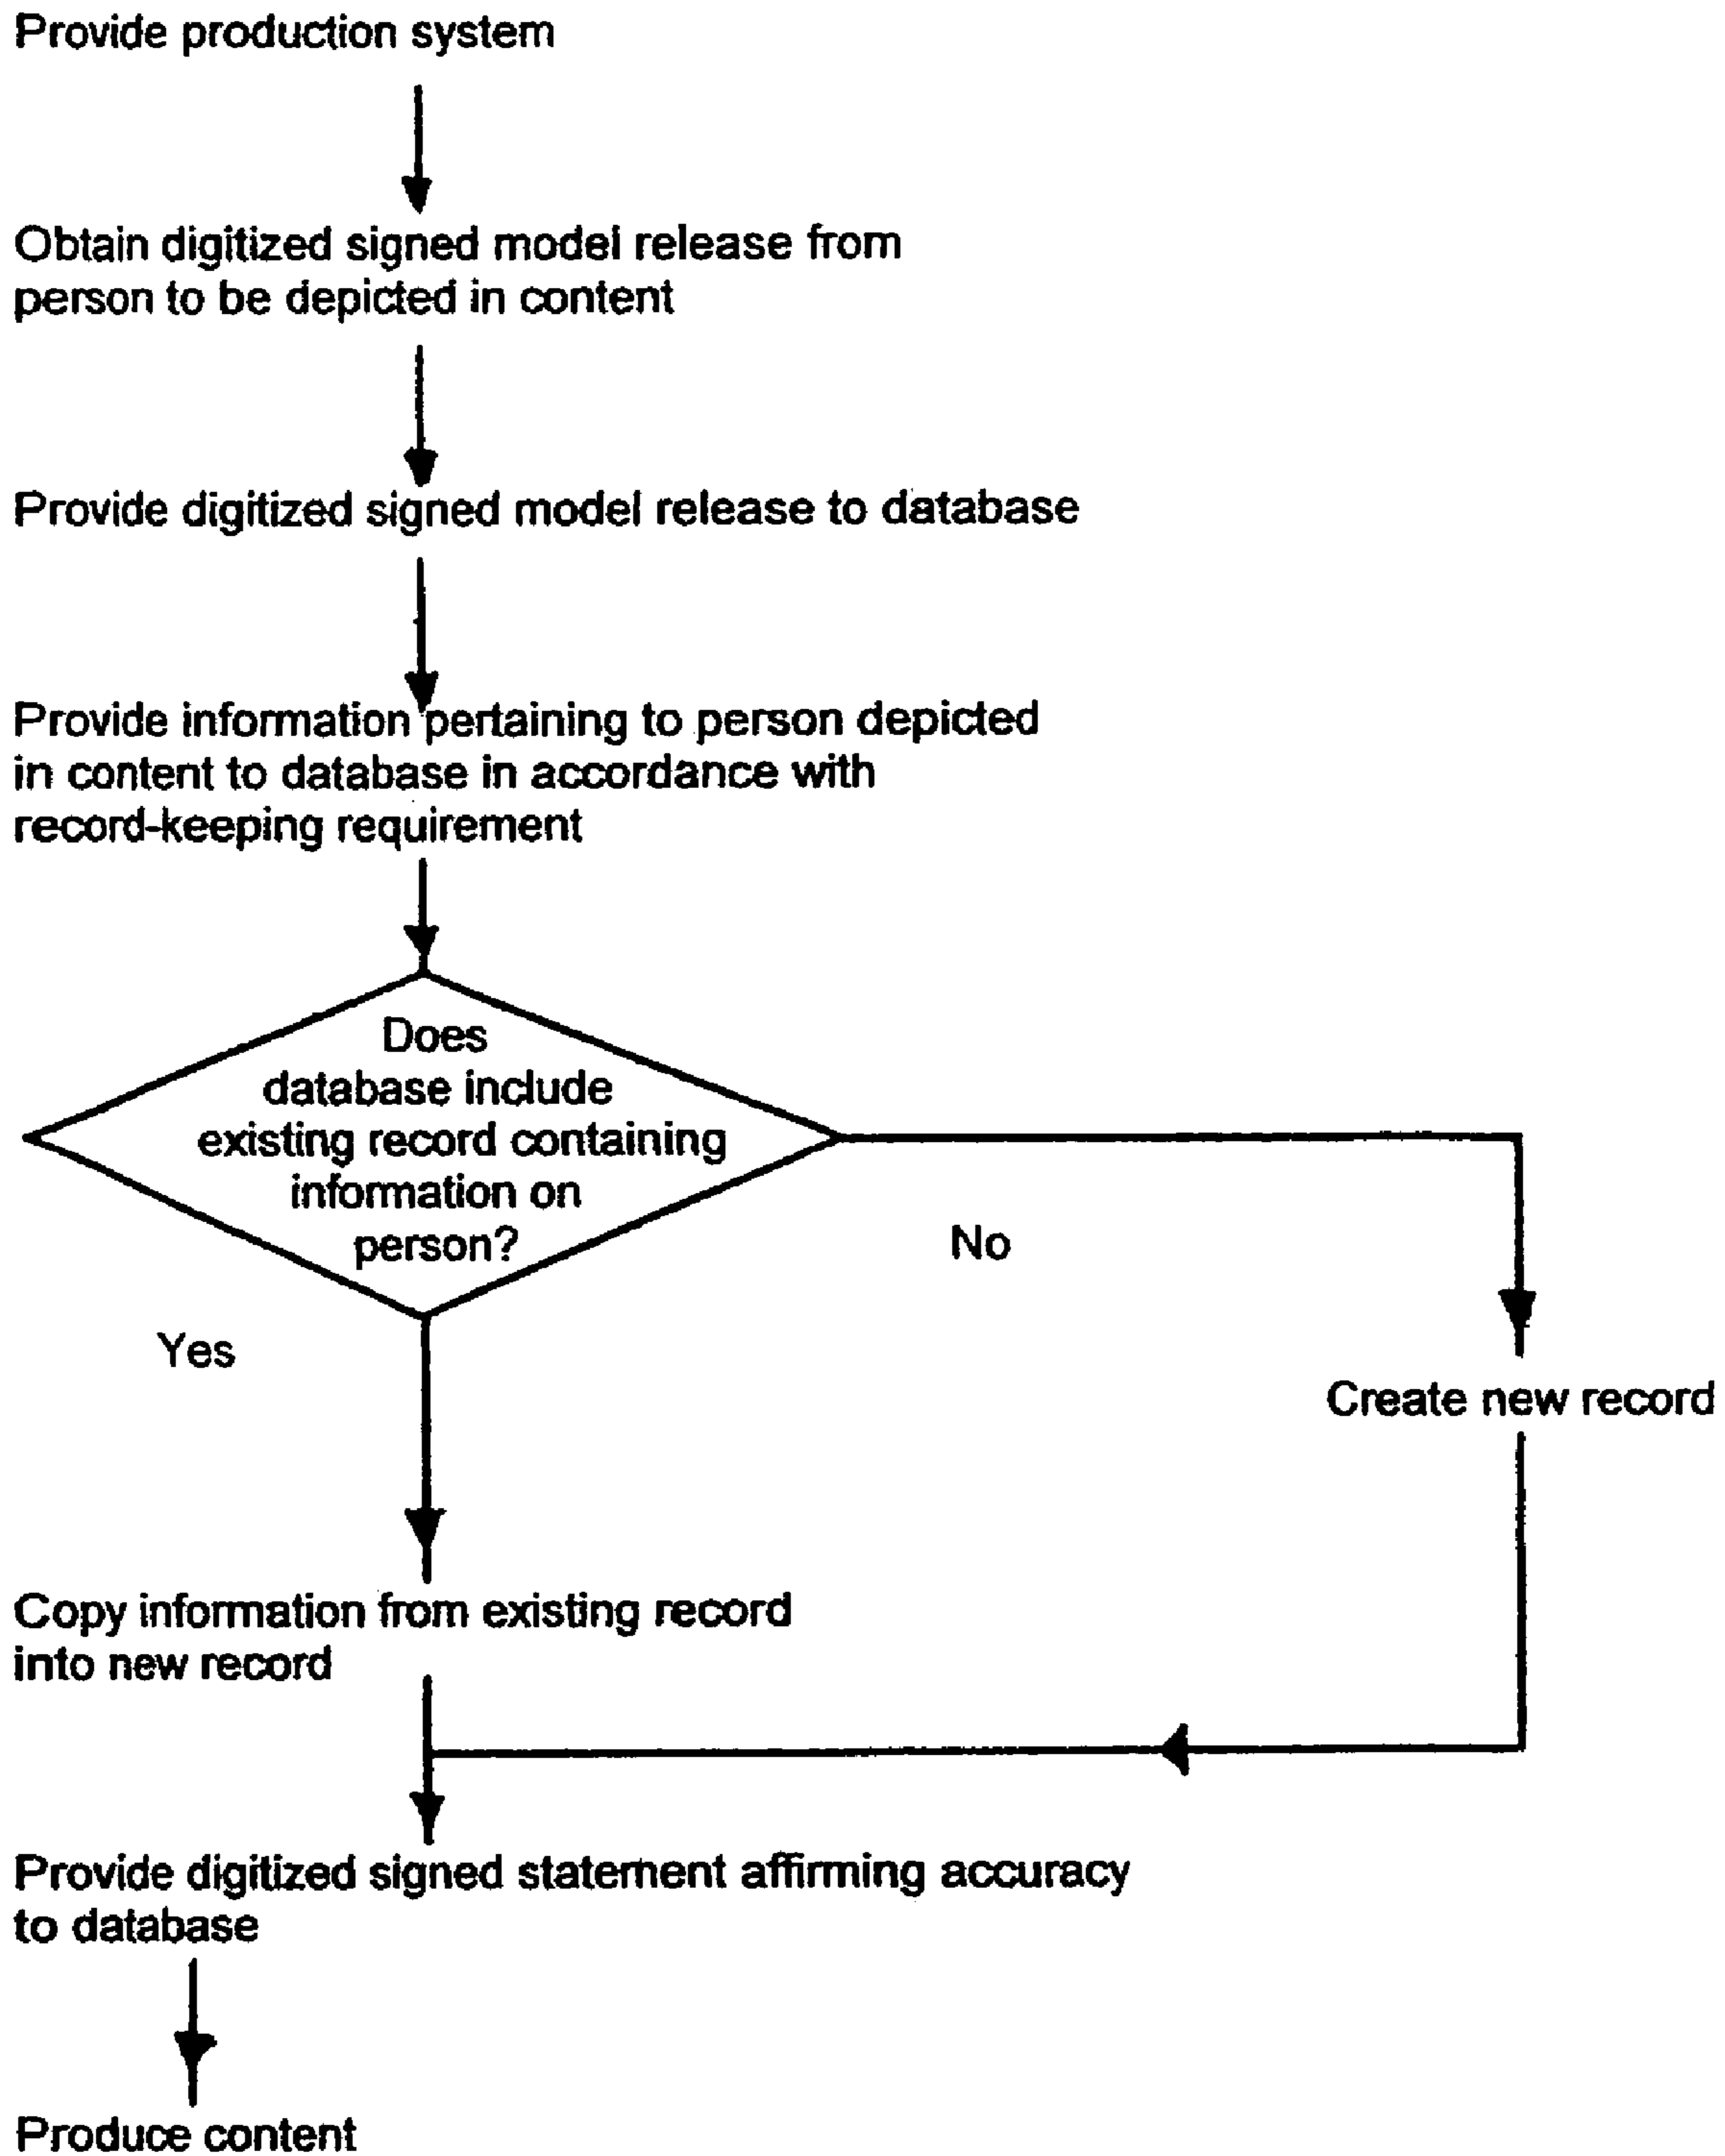 Provide production system
Obtain digitized signed model release from
person to be depicted in content
Provide digitized signed model release to database
Provide information pertaining to person depicted
in content to database in accordance with
record-keeping requirement
Does
database include
existing record containing
information on
person?
No
Yes
Create new record
Copy information from existing record
into new record
Provide digitized signed statement affirming accuracy
to database
Produce content